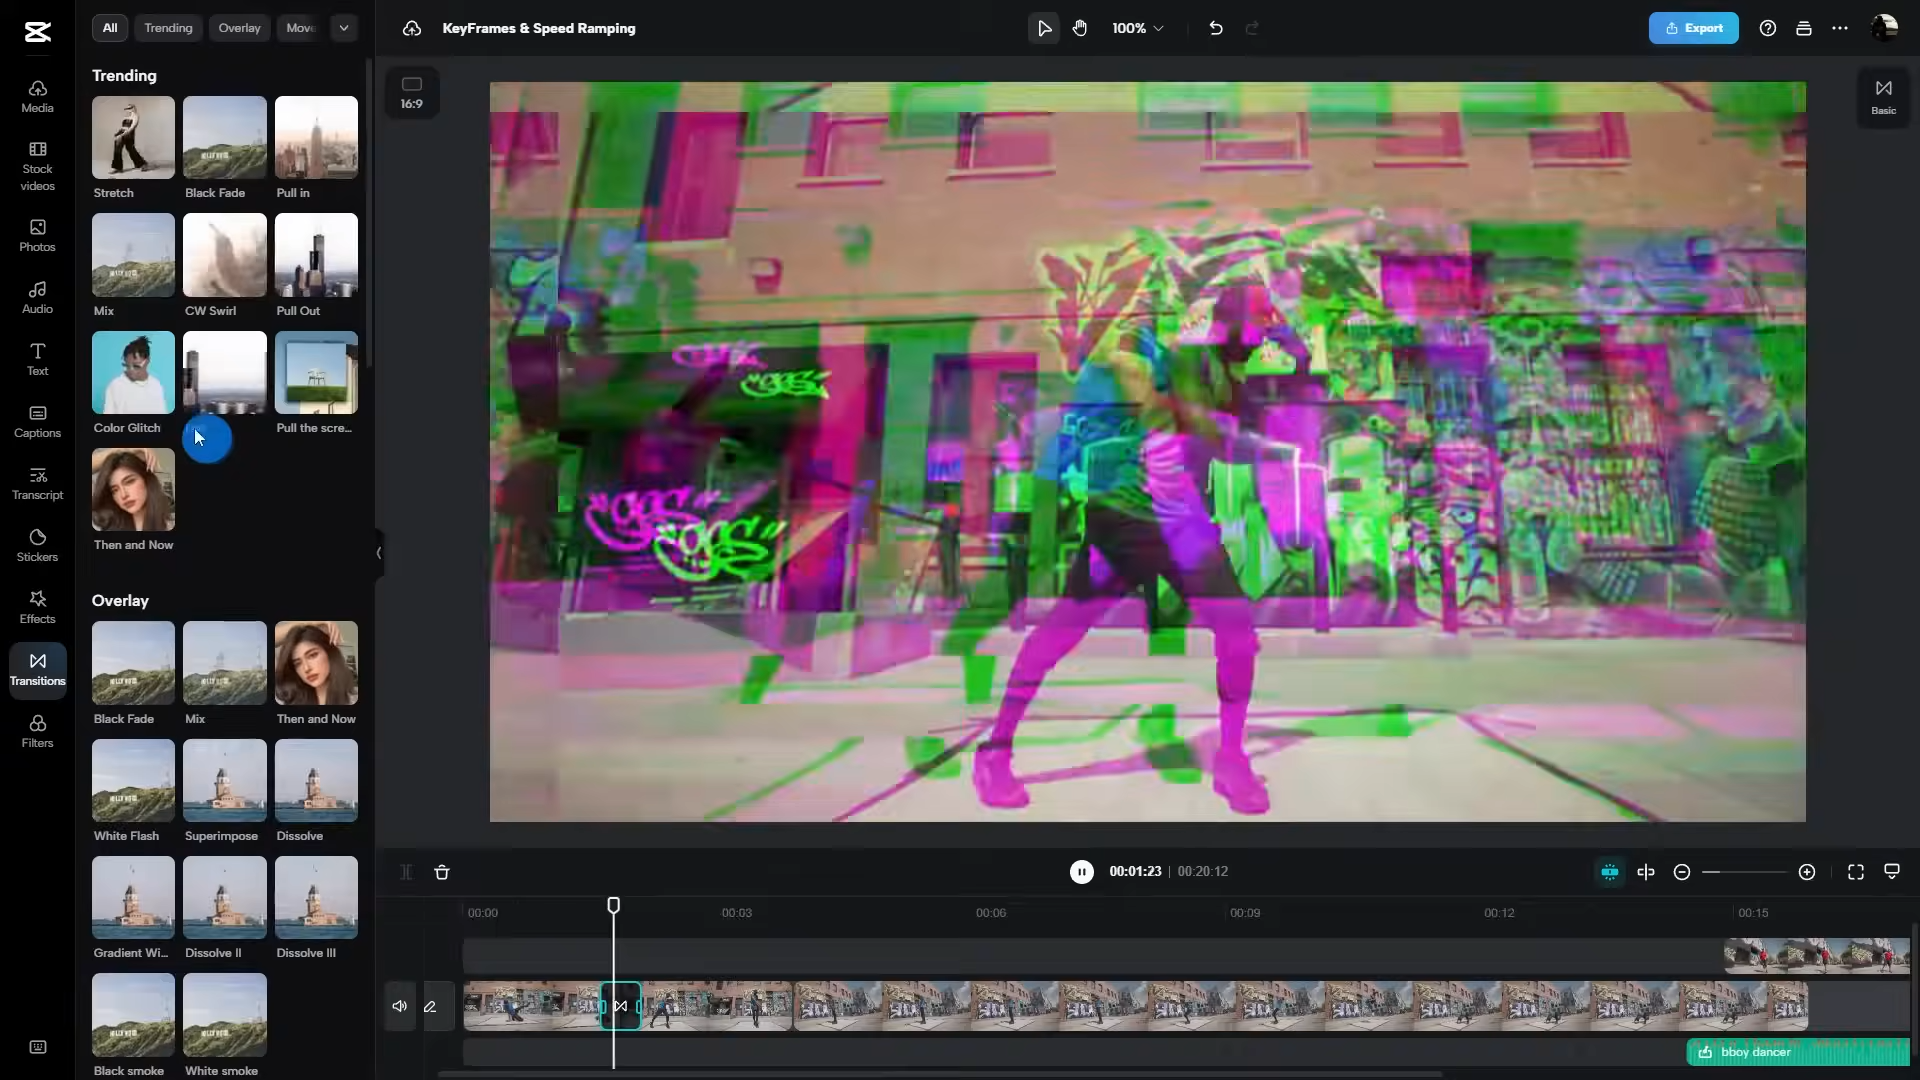 All
Trending
Overlay
KeyFrames & Speed Ramping
100%
Export
Media
Stock
videos
Photos
Audio
Text
Captions
Transcript
Stickers
Effects
Transitions
Filters
Trending
Stretch
Black Fade
Pull in
Mix
CW Swirl
Pull Out
Color Glitch
Pull the scre...
Then and Now
Overlay
Black Fade
Mix
Then and Now
White Flash
Superimpose
Dissolve
Gradient Wi...
Dissolve II
Dissolve III
Black smoke
White smoke
16:9
Basic
00:01:23 | 00:20:12
00:00
00:03
00:06
00:09
00:12
00:15
bboy dancer